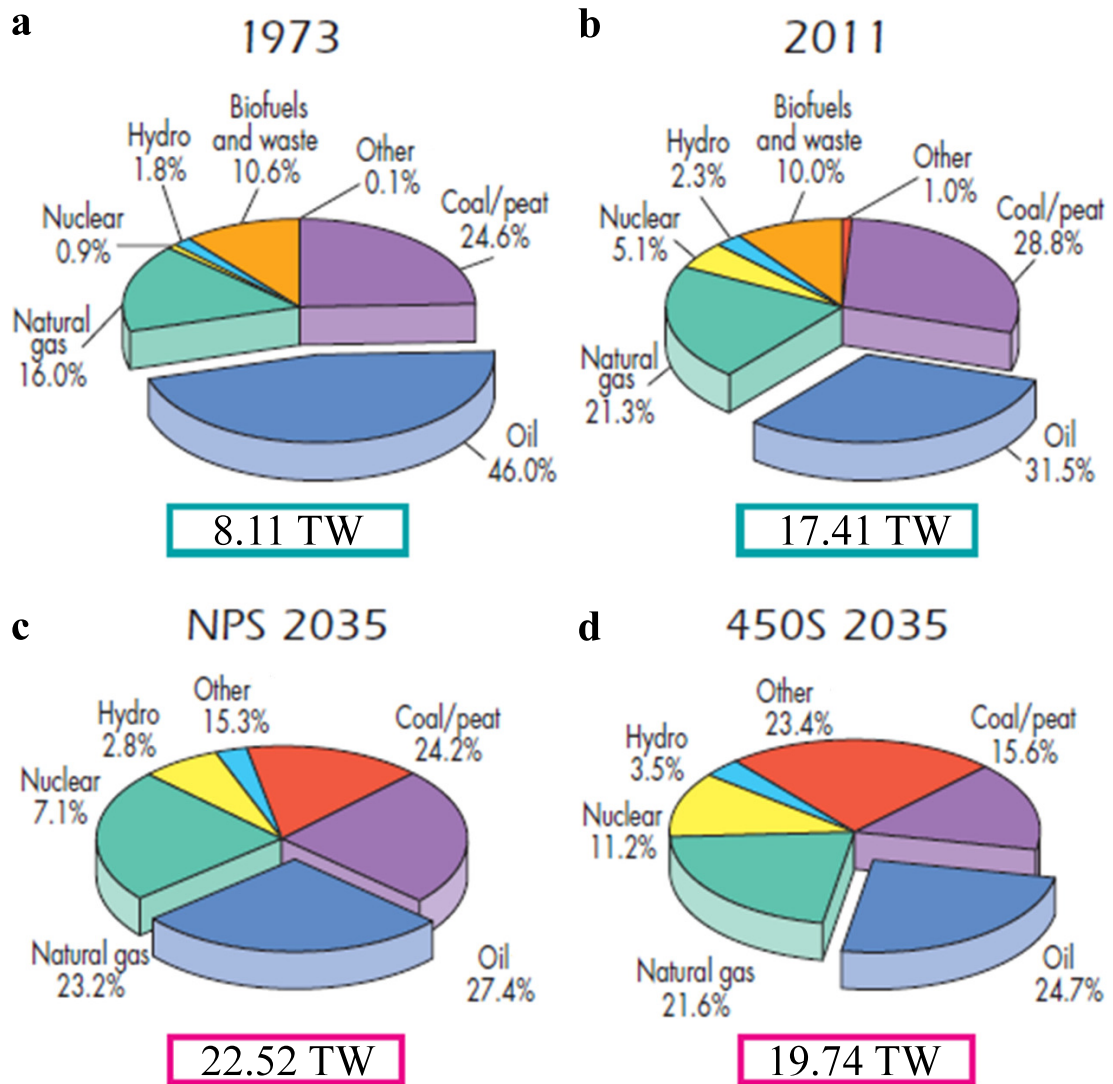 a
1973
Biofuels
and waste
10.6%
Hydro
1.8%
Other
0.1%
Nuclear
0.9%
Coal/peat
24.6%
Natural
gas
16.0%
Oil
46.0%
8.11 TW
b
2011
Biofuels
and waste
10.0%
Hydro
2.3%
Other
1.0%
Nuclear
5.1%
Coal/peat
28.8%
Natural
gas
21.3%
Oil
31.5%
17.41 TW
c
NPS 2035
Other
15.3%
Hydro
2.8%
Coal/peat
24.2%
Nuclear
7.1%
Natural gas
23.2%
Oil
27.4%
22.52 TW
d
450S 2035
Other
23.4%
Hydro
3.5%
Coal/peat
15.6%
Nuclear
11.2%
Natural gas
21.6%
Oil
24.7%
19.74 TW